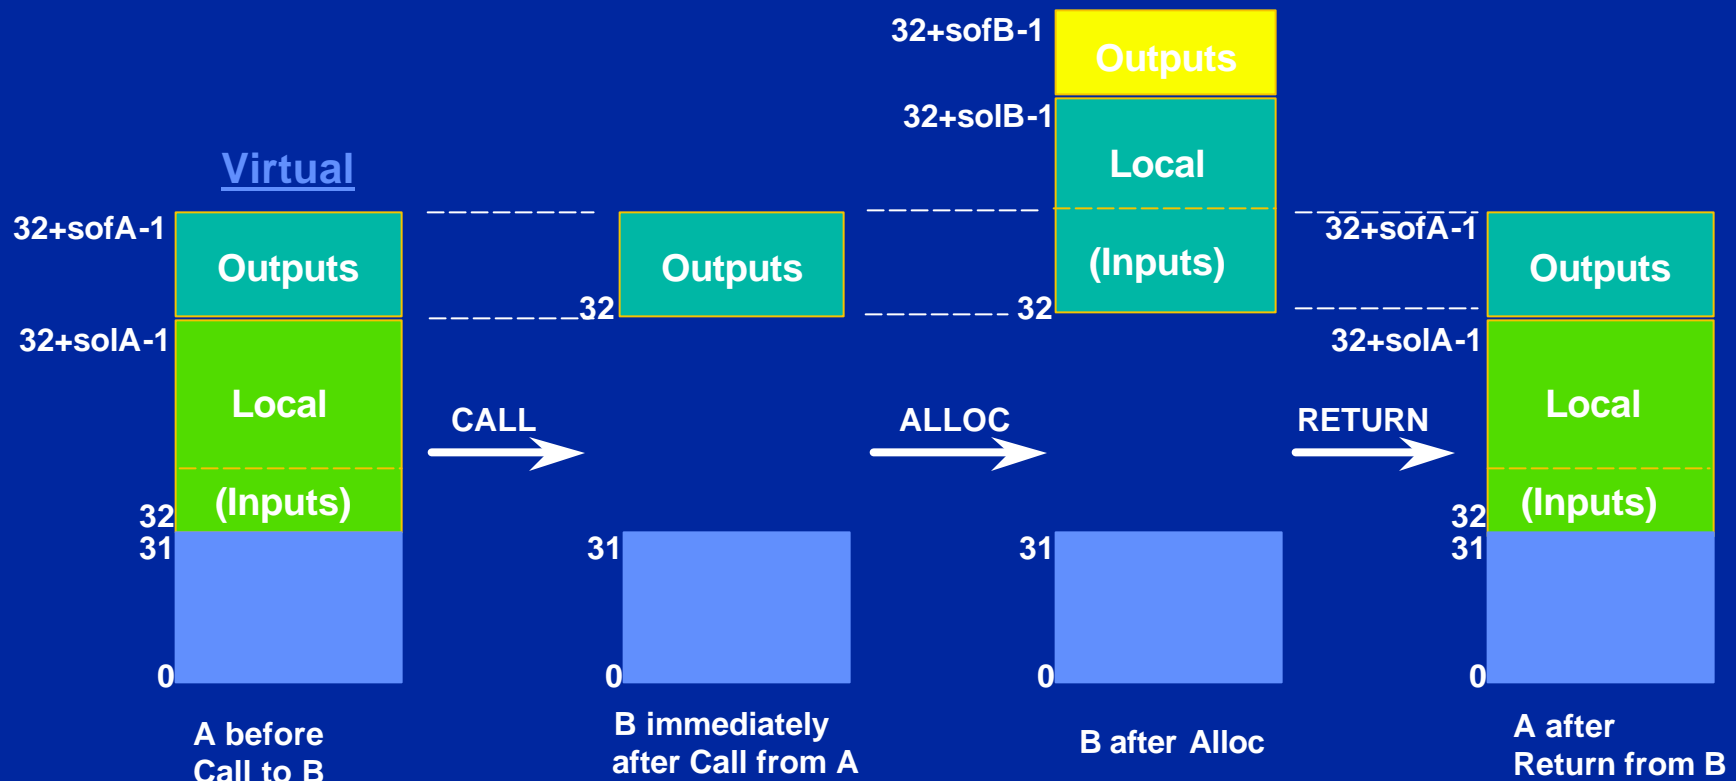 Virtual
32+sofA-1
Outputs
32+solA-1
Local
(Inputs)
32
31
0
A before
Call to B
CALL
Outputs
32
31
0
B immediately
after Call from A
ALLOC
32+sofB-1
Outputs
32+solB-1
Local
(Inputs)
32
31
0
B after Alloc
RETURN
32+sofA-1
Outputs
32+solA-1
Local
(Inputs)
32
31
0
A after
Return from B